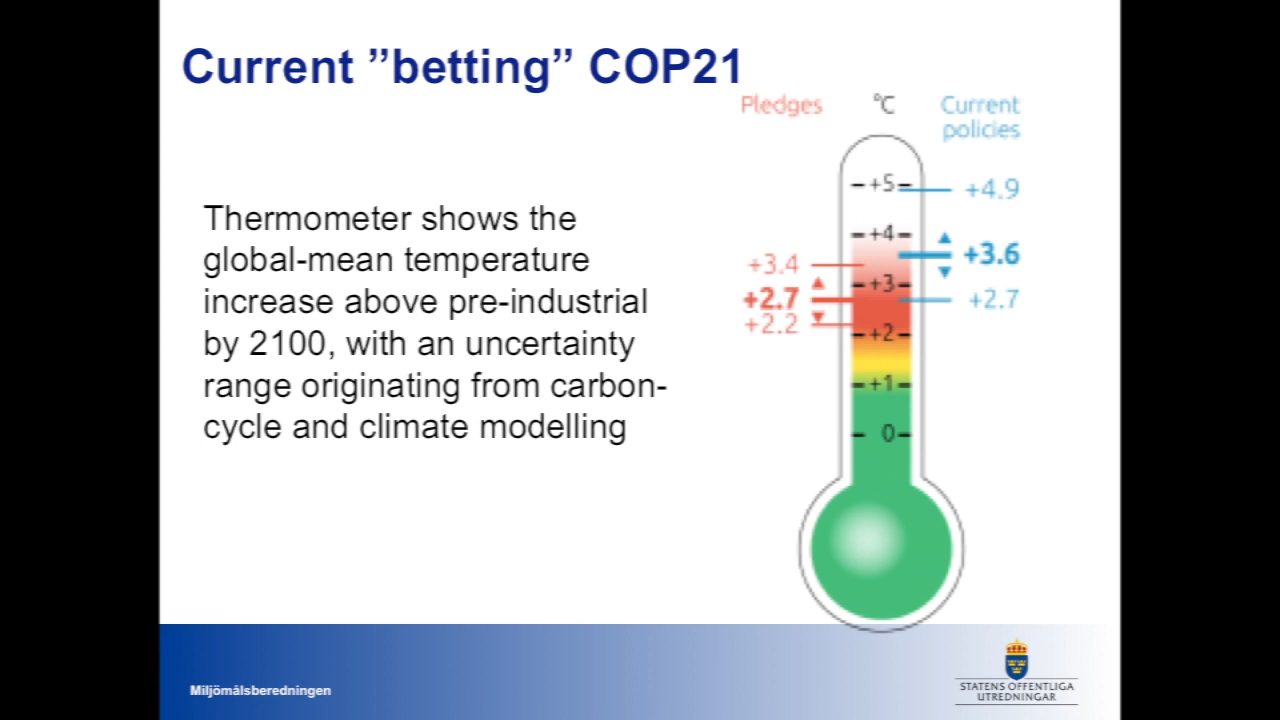 Current ”betting” COP21
Pledges
°C
Current
policies
Thermometer shows the
global-mean temperature
increase above pre-industrial
by 2100, with an uncertainty
range originating from carbon-
cycle and climate modelling
+3.4
+2.7
+2.2
+5
+4
+3
+2
+1
0
+4.9
+3.6
+2.7
Miljömålsberedningen
STATENS OFFENTLIGA
UTREDNINGAR